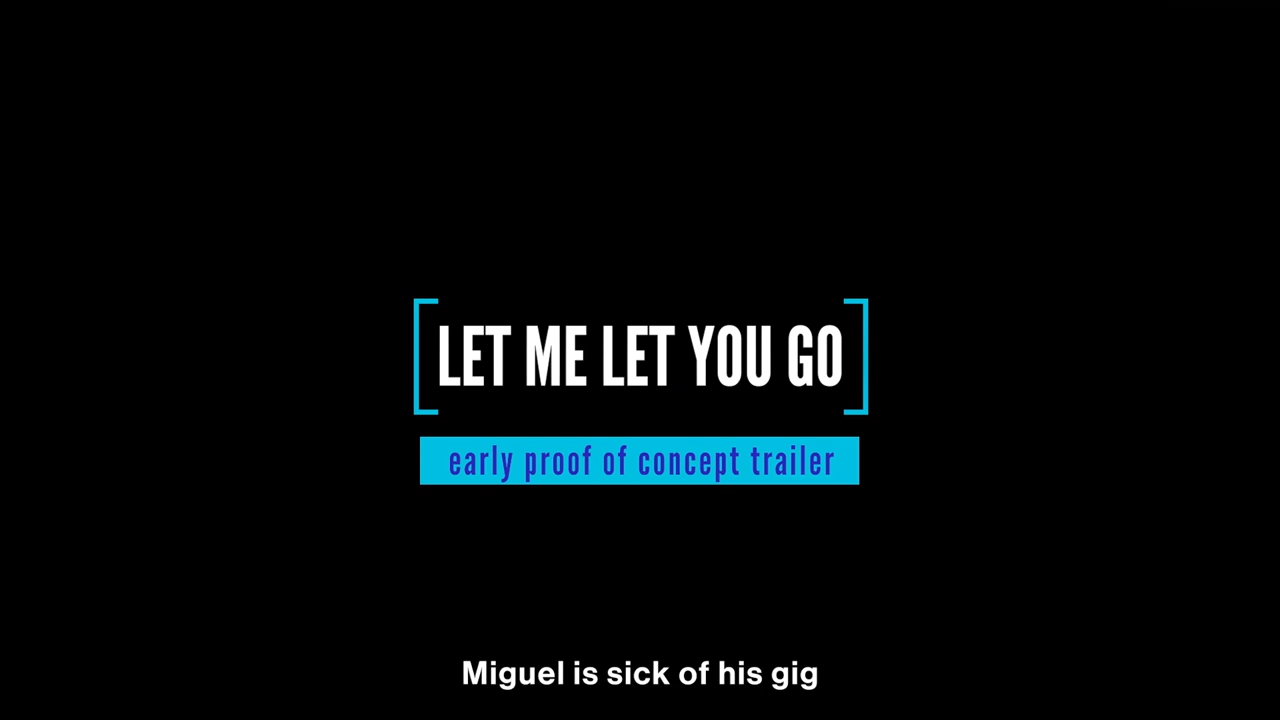 LET ME LET YOU GO
early proof of concept trailer
Miguel is sick of his gig